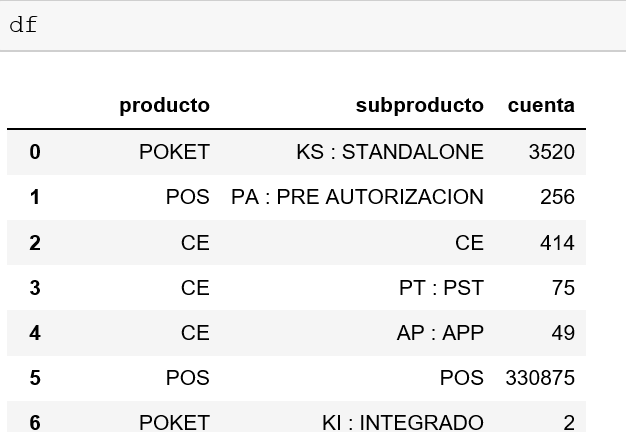 df
producto subproducto cuenta
0 POKET KS : STANDALONE 3520
1 POS PA : PRE AUTORIZACION 256
2 CE CE 414
3 CE PT : PST 75
4 CE AP : APP 49
5 POS POS 330875
6 POKET KI : INTEGRADO 2